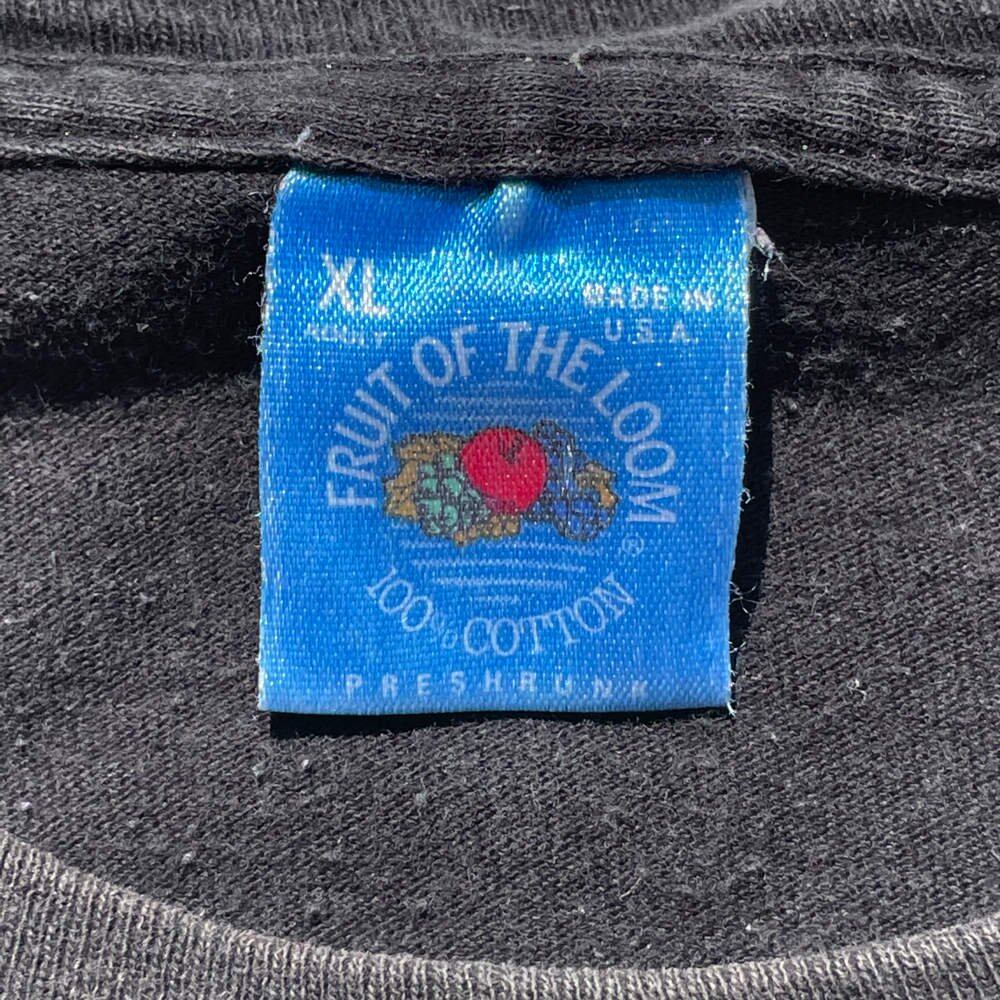 XL
ADULT
MADE IN
U.S.A.
FRUIT OF THE LOOM
®
100% COTTON
PRESHRUNK